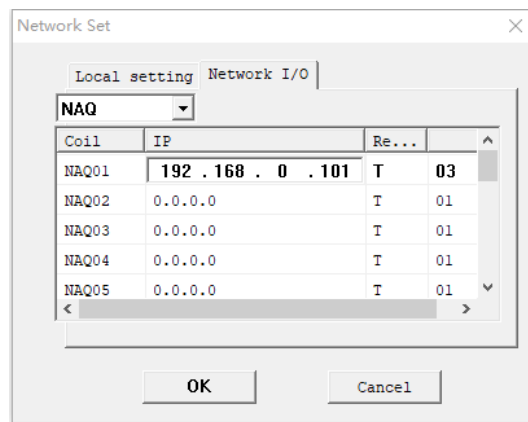 Network Set
Local setting Network I/O
NAQ
Coil IP Re...
NAQ01 192 . 168 . 0 . 101 T 03
NAQ02 0.0.0.0 T 01
NAQ03 0.0.0.0 T 01
NAQ04 0.0.0.0 T 01
NAQ05 0.0.0.0 T 01
OK Cancel